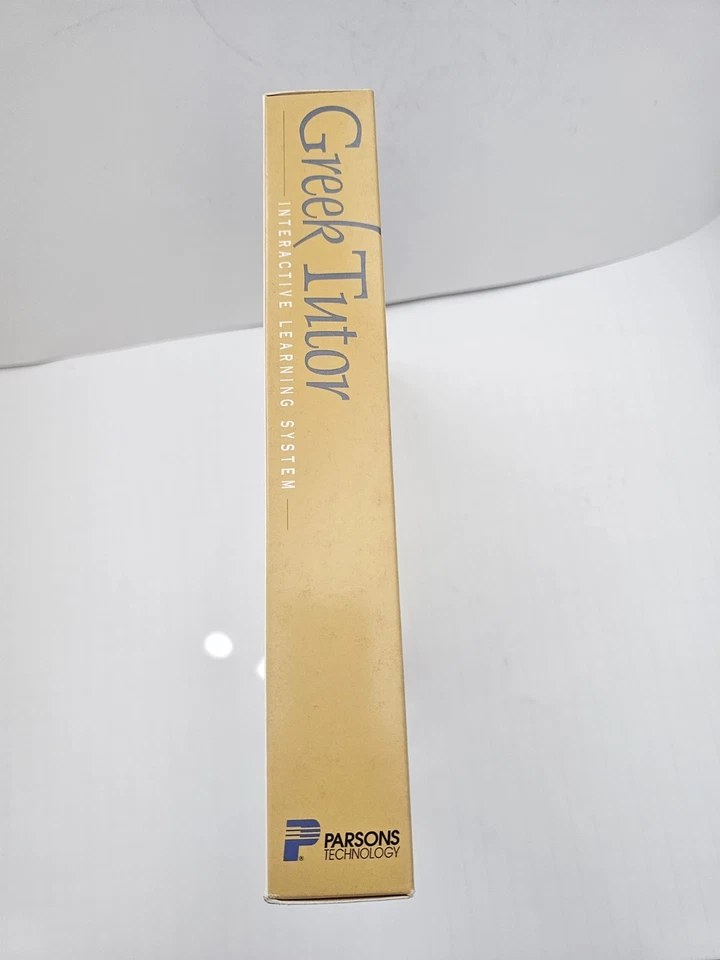 Greek Tutor
INTERACTIVE LEARNING SYSTEM
P®
PARSONS
TECHNOLOGY